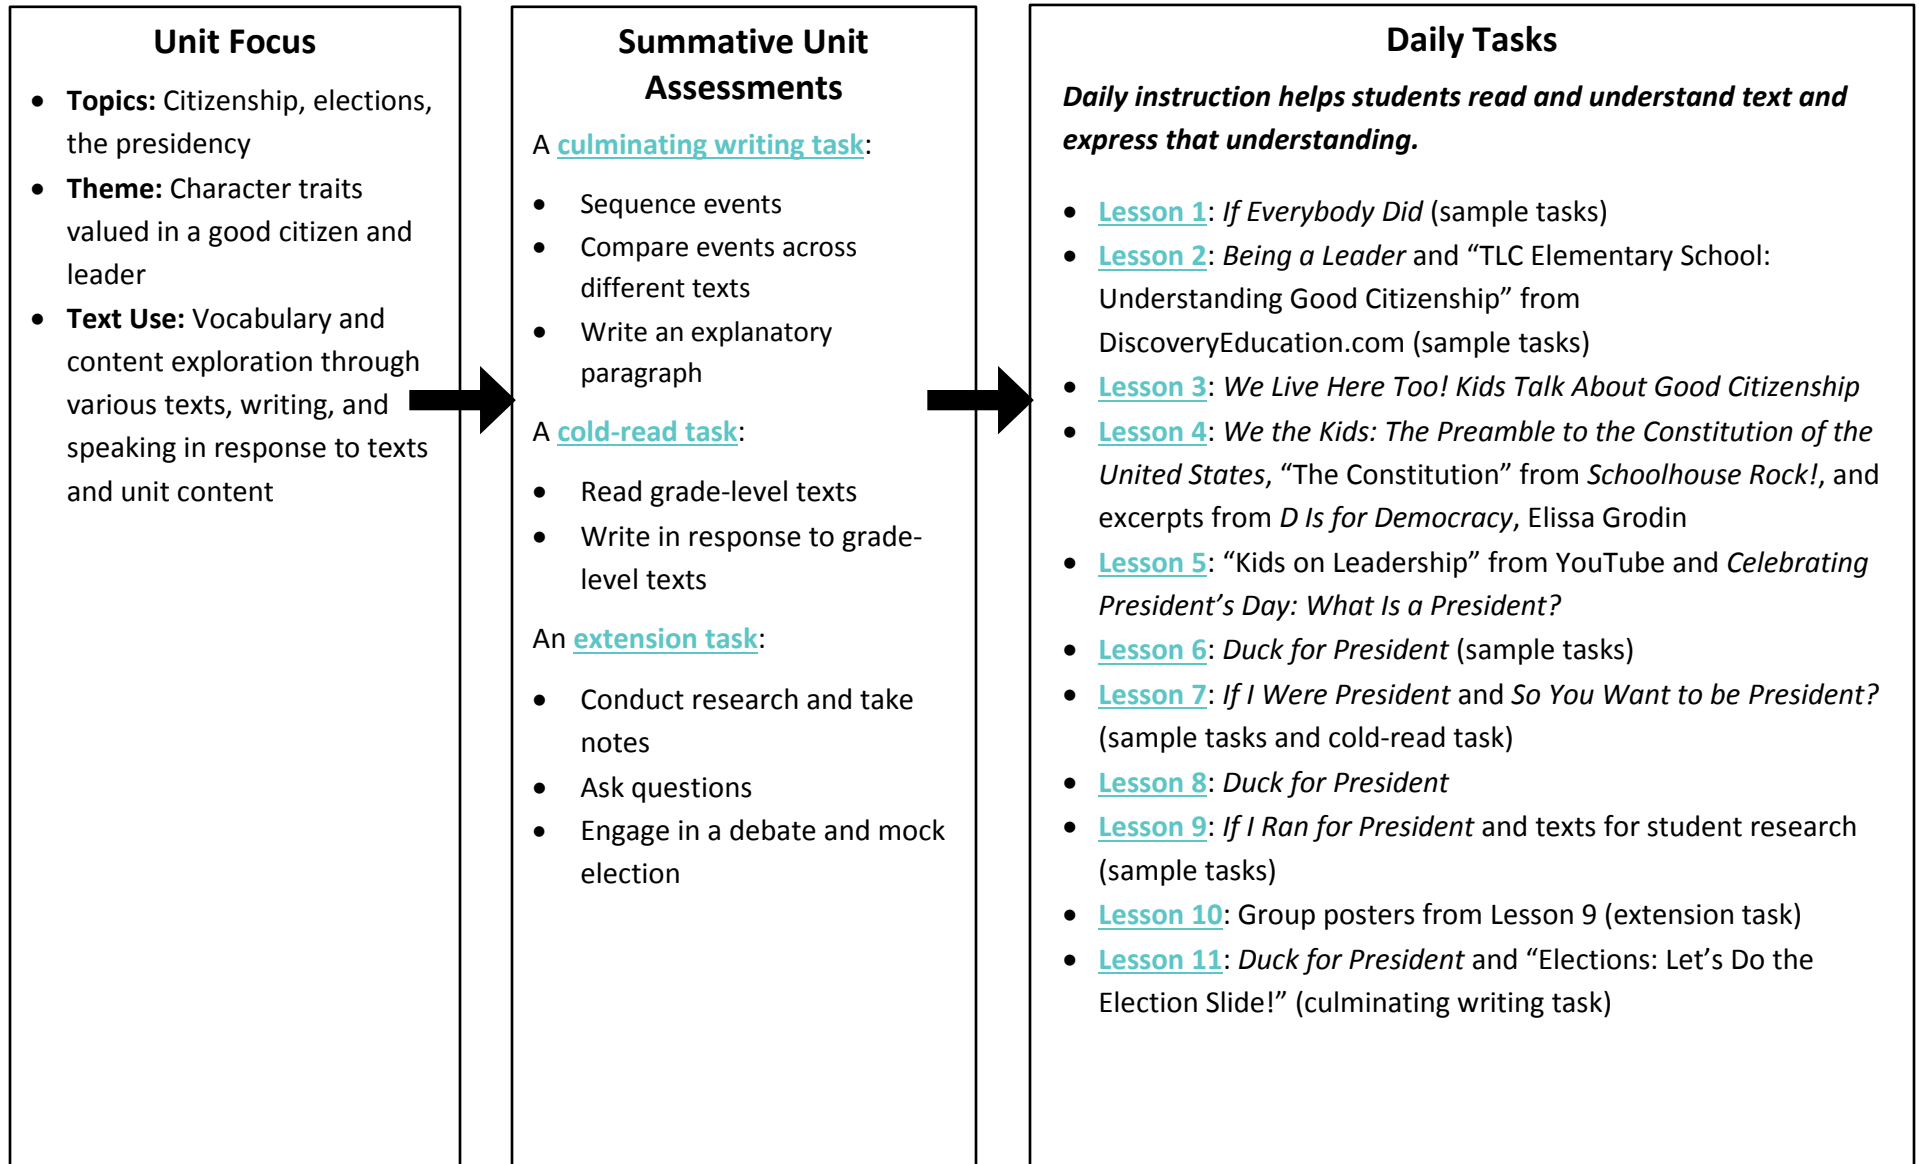 Unit Focus
• Topics: Citizenship, elections,
the presidency
• Theme: Character traits
valued in a good citizen and
leader
• Text Use: Vocabulary and
content exploration through
various texts, writing, and
speaking in response to texts
and unit content
Summative Unit
Assessments
A culminating writing task:
• Sequence events
• Compare events across
different texts
• Write an explanatory
paragraph
A cold-read task:
• Read grade-level texts
• Write in response to grade-
level texts
An extension task:
• Conduct research and take
notes
• Ask questions
• Engage in a debate and mock
election
Daily Tasks
Daily instruction helps students read and understand text and
express that understanding.
• Lesson 1: If Everybody Did (sample tasks)
• Lesson 2: Being a Leader and “TLC Elementary School:
Understanding Good Citizenship” from
DiscoveryEducation.com (sample tasks)
• Lesson 3: We Live Here Too! Kids Talk About Good Citizenship
• Lesson 4: We the Kids: The Preamble to the Constitution of the
United States, “The Constitution” from Schoolhouse Rock!, and
excerpts from D Is for Democracy, Elissa Grodin
• Lesson 5: “Kids on Leadership” from YouTube and Celebrating
President’s Day: What Is a President?
• Lesson 6: Duck for President (sample tasks)
• Lesson 7: If I Were President and So You Want to be President?
(sample tasks and cold-read task)
• Lesson 8: Duck for President
• Lesson 9: If I Ran for President and texts for student research
(sample tasks)
• Lesson 10: Group posters from Lesson 9 (extension task)
• Lesson 11: Duck for President and “Elections: Let’s Do the
Election Slide!” (culminating writing task)